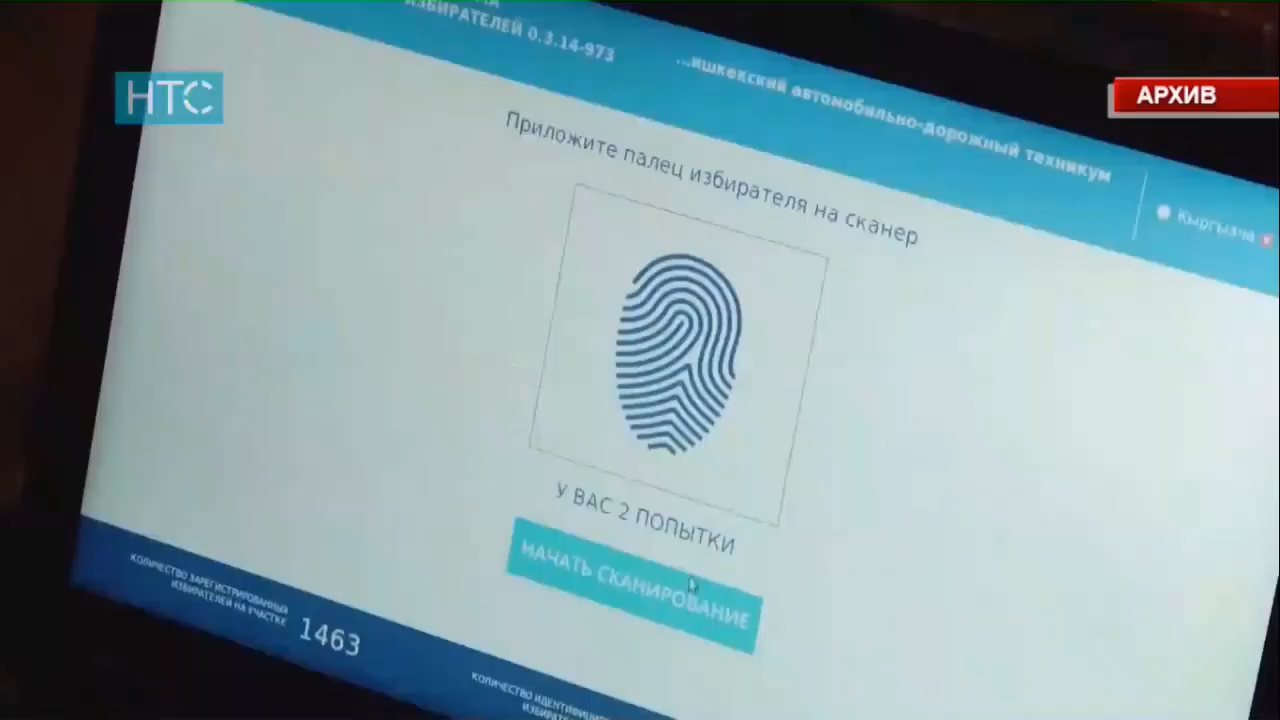 ИЗБИРАТЕЛЕЙ 0.3.14-973
...ишкекский автомобильно-дорожный техникум
НТС
АРХИВ
Кыргызча
Приложите палец избирателя на сканер
У ВАС 2 ПОПЫТКИ
НАЧАТЬ СКАНИРОВАНИЕ
КОЛИЧЕСТВО ЗАРЕГИСТРИРОВАННЫХ
ИЗБИРАТЕЛЕЙ НА УЧАСТКЕ
1463
КОЛИЧЕСТВО